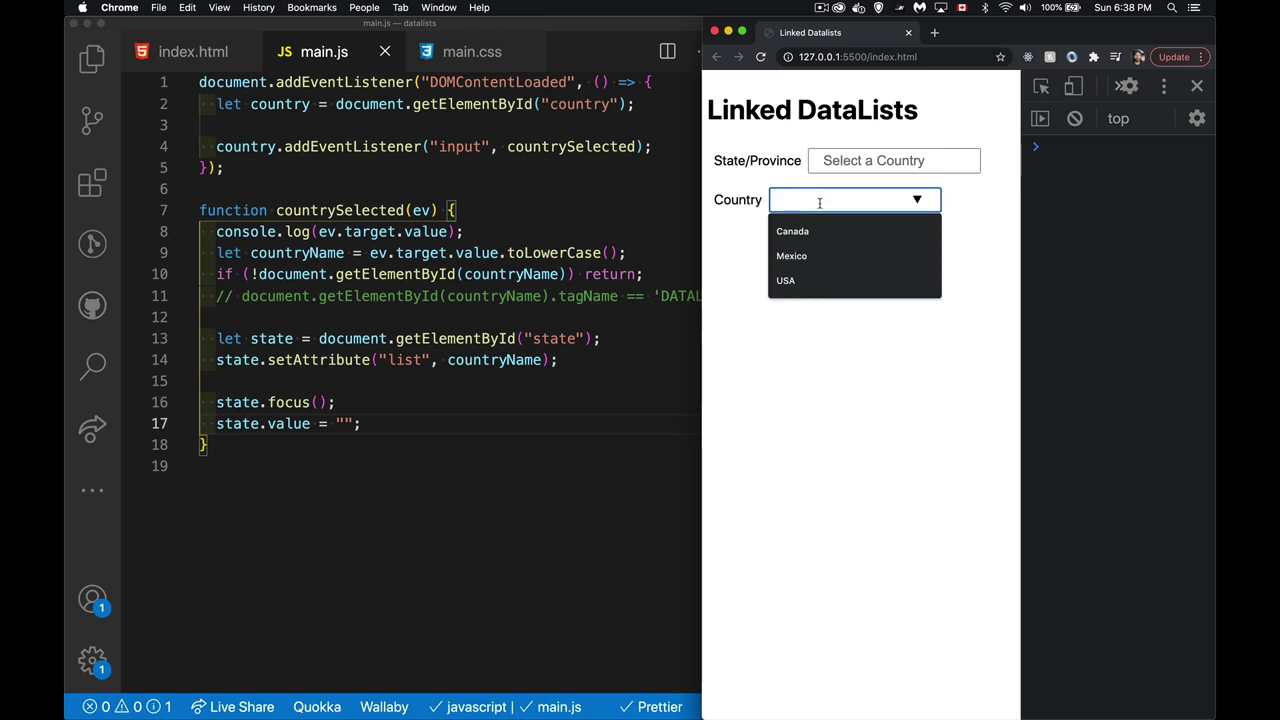 Chrome File Edit View History Bookmarks People Tab Window Help 100% Sun 6:38 PM
main.js — datalists
index.html JS main.js main.css
1 document.addEventListener("DOMContentLoaded", () => {
2 let country = document.getElementById("country");
3
4 country.addEventListener("input", countrySelected);
5 });
6
7 function countrySelected(ev) {
8 console.log(ev.target.value);
9 let countryName = ev.target.value.toLowerCase();
10 if (!document.getElementById(countryName)) return;
11 // document.getElementById(countryName).tagName == 'DATAL
12
13 let state = document.getElementById("state");
14 state.setAttribute("list", countryName);
15
16 state.focus();
17 state.value = "";
18 }
19
1
1
0 0 1 Live Share Quokka Wallaby javascript | main.js Prettier
Linked Datalists
127.0.0.1:5500/index.html Update
Linked DataLists
State/Province Select a Country
Country
Canada
Mexico
USA
top